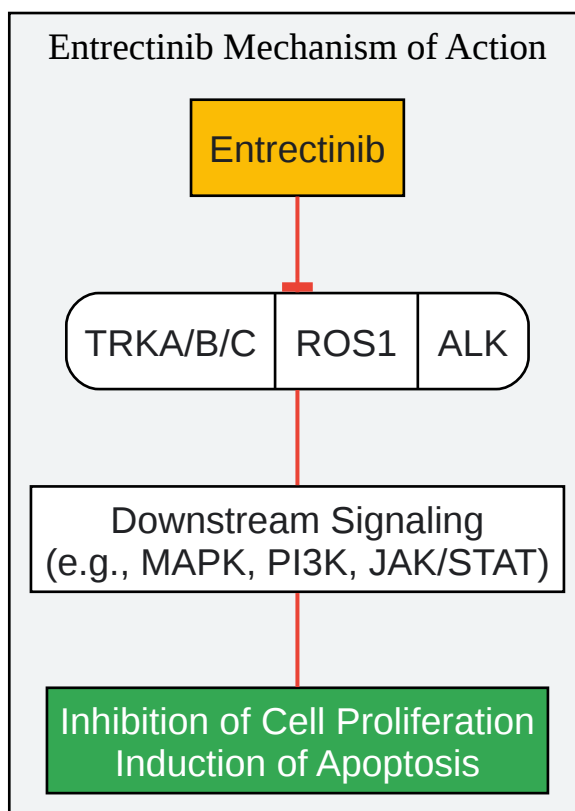 Entrectinib Mechanism of Action
Entrectinib
TRKA/B/C ROS1 ALK
Downstream Signaling
(e.g., MAPK, PI3K, JAK/STAT)
Inhibition of Cell Proliferation
Induction of Apoptosis